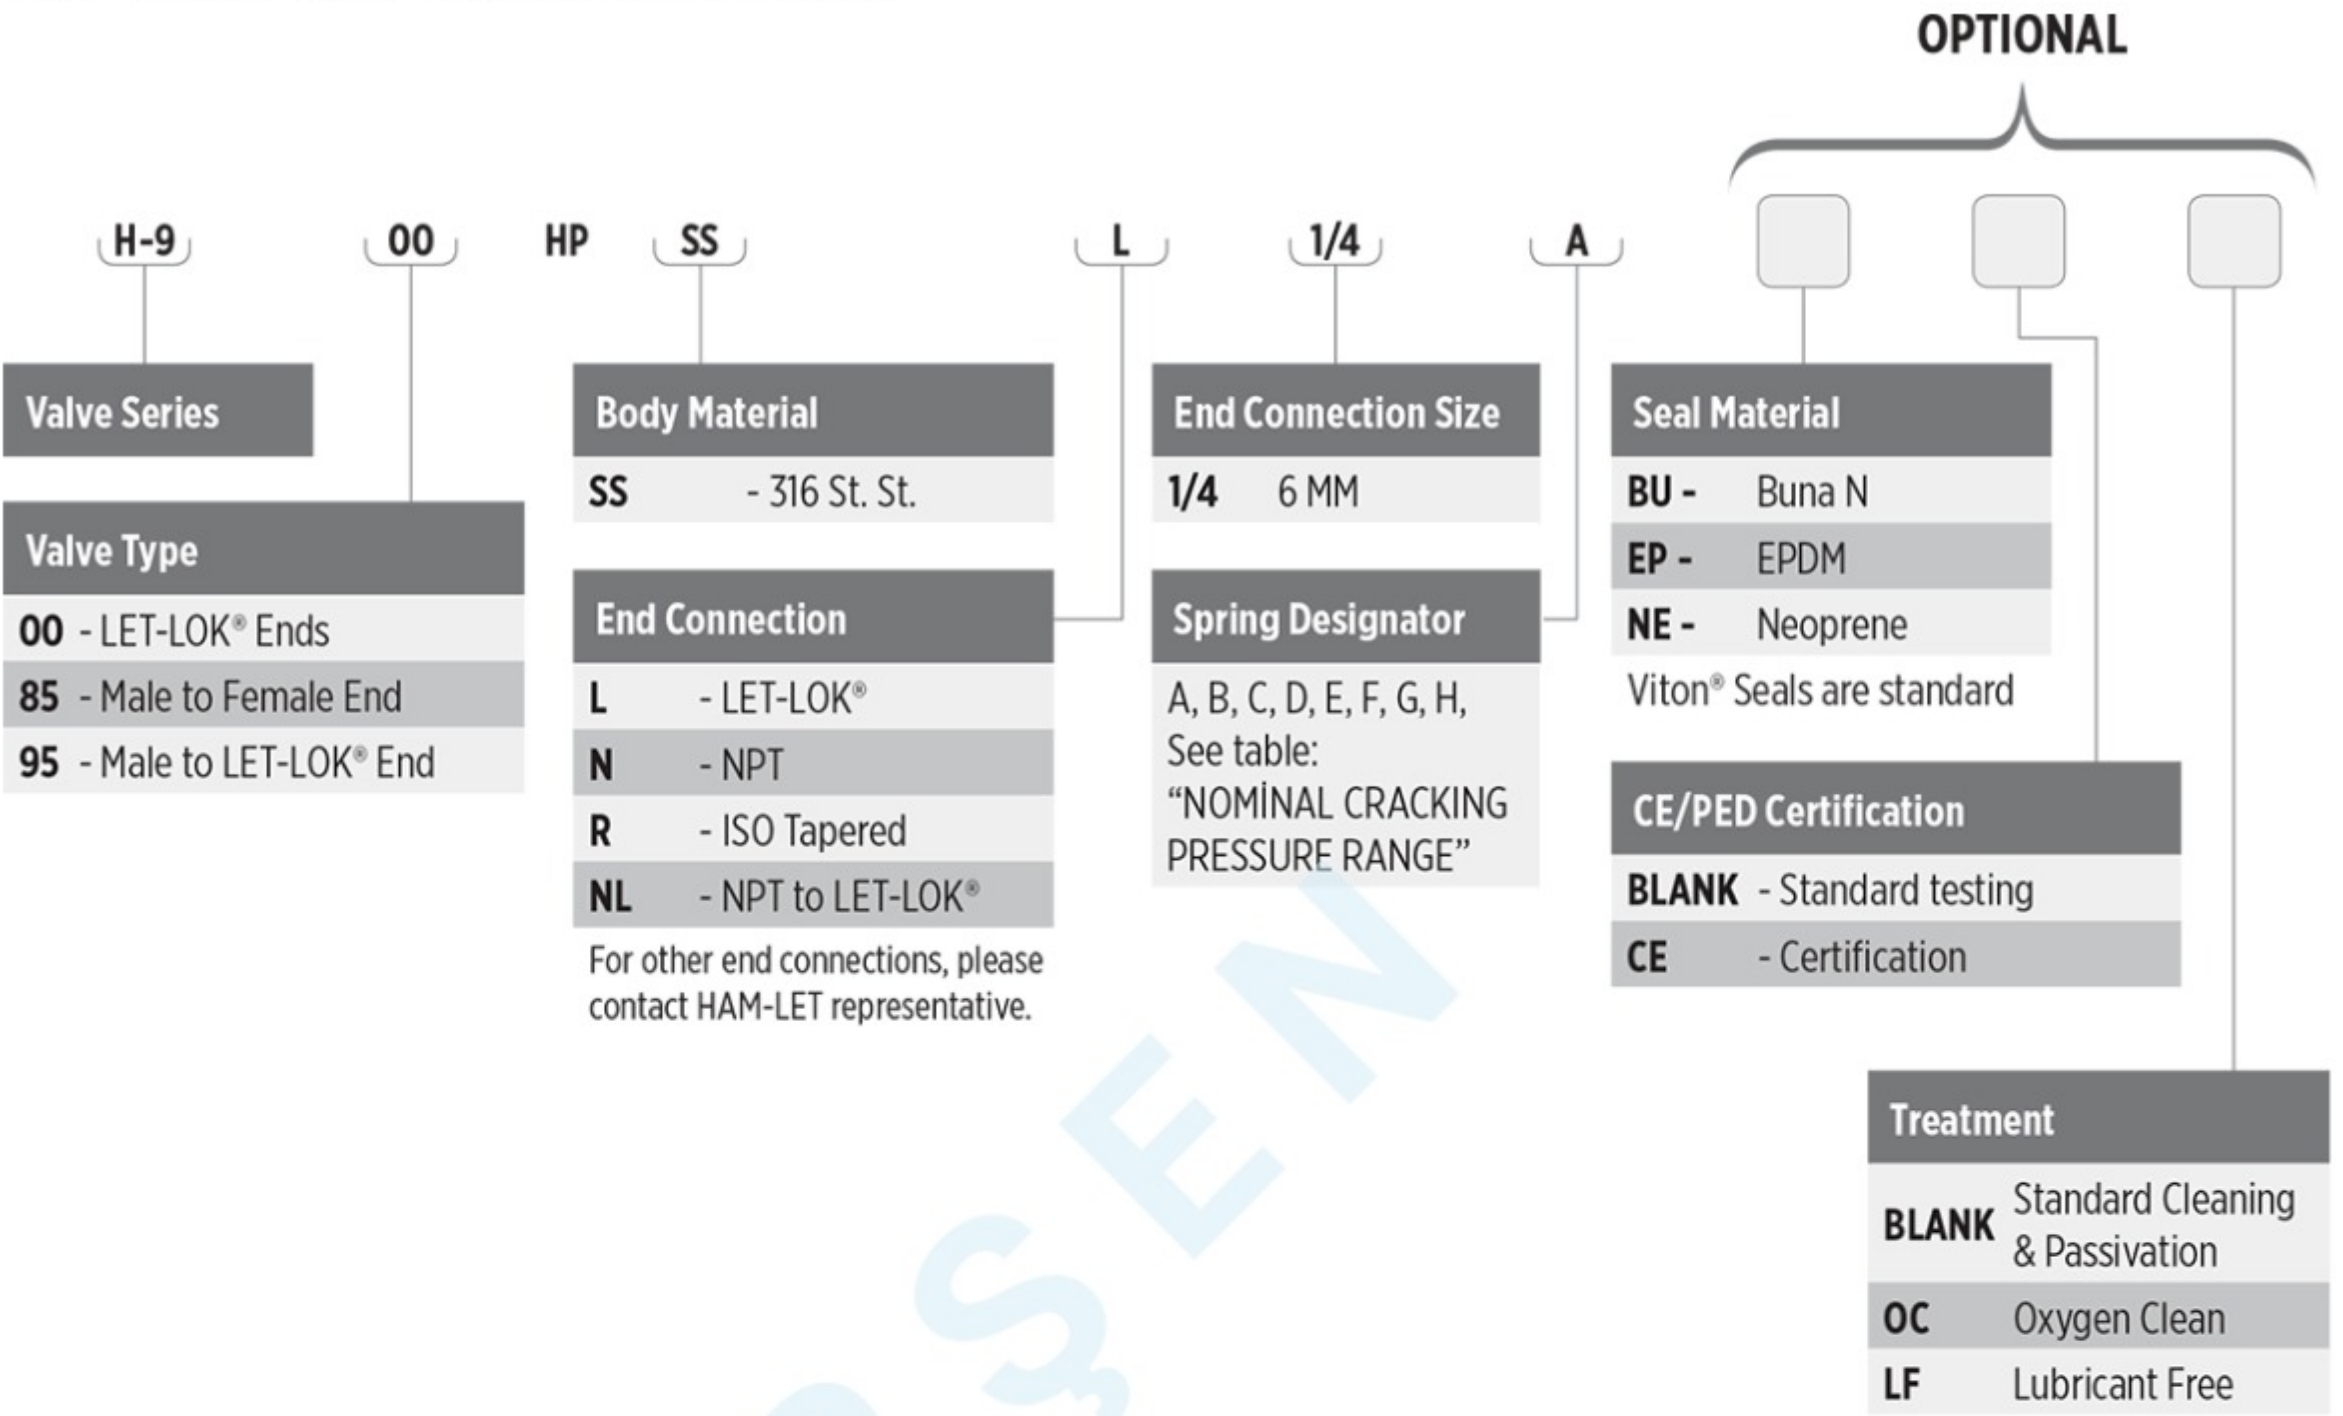 OPTIONAL
H-9 00 HP SS L 1/4 A
Valve Series
Valve Type
00 - LET-LOK® Ends
85 - Male to Female End
95 - Male to LET-LOK® End
Body Material
SS - 316 St. St.
End Connection
L - LET-LOK®
N - NPT
R - ISO Tapered
NL - NPT to LET-LOK®
For other end connections, please
contact HAM-LET representative.
End Connection Size
1/4 6 MM
Spring Designator
A, B, C, D, E, F, G, H,
See table:
“NOMİNAL CRACKING
PRESSURE RANGE”
Seal Material
BU - Buna N
EP - EPDM
NE - Neoprene
Viton® Seals are standard
CE/PED Certification
BLANK - Standard testing
CE - Certification
Treatment
BLANK Standard Cleaning
& Passivation
OC Oxygen Clean
LF Lubricant Free